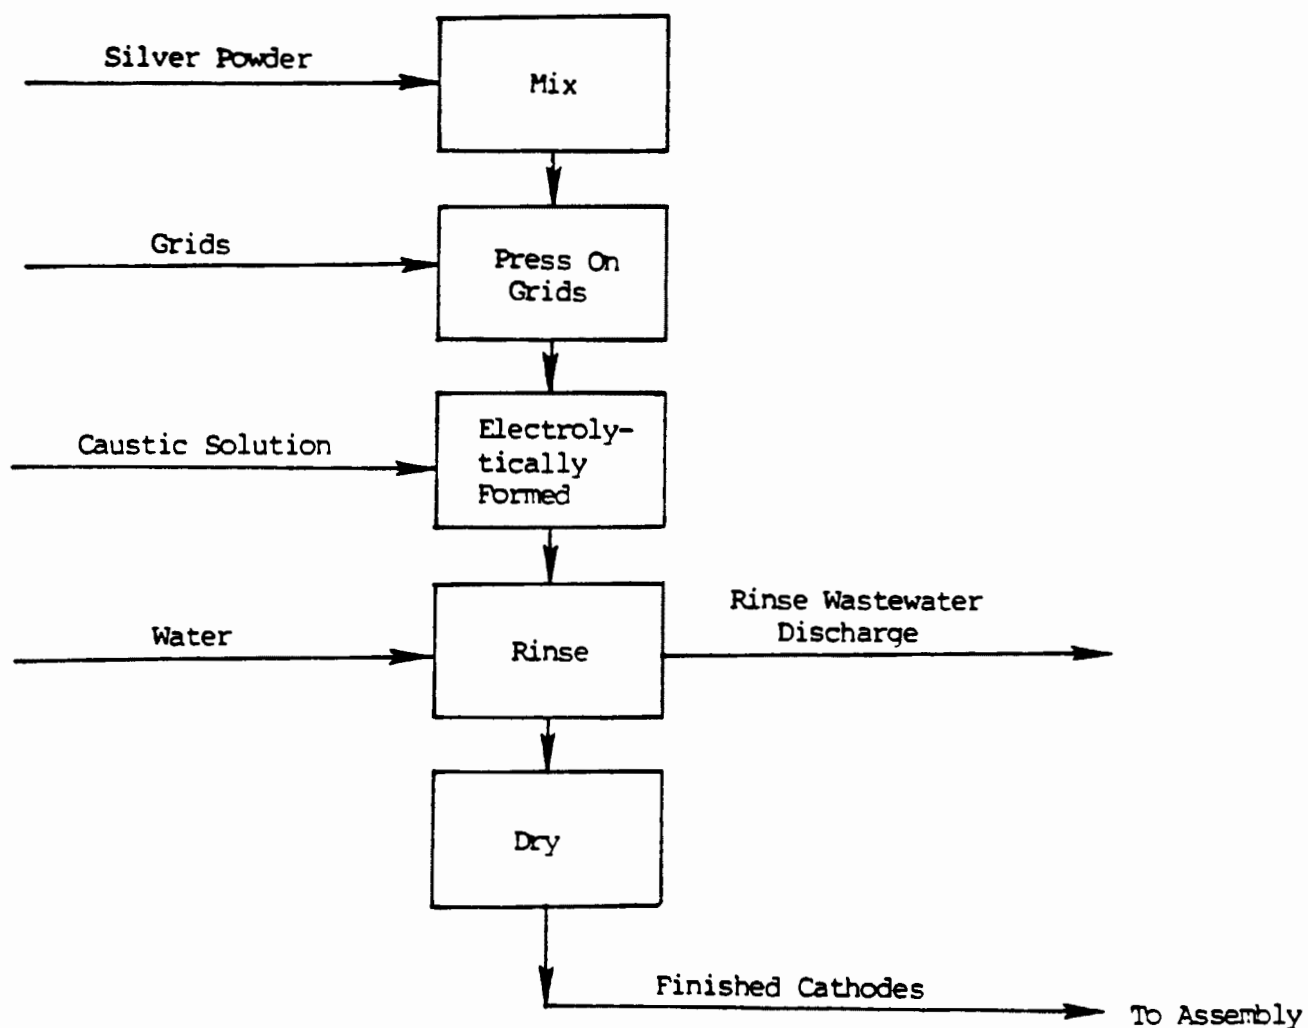 Silver Powder
Mix
Grids
Press On
Grids
Caustic Solution
Electroly-
tically
Formed
Water
Rinse
Rinse Wastewater
Discharge
Dry
Finished Cathodes
To Assembly